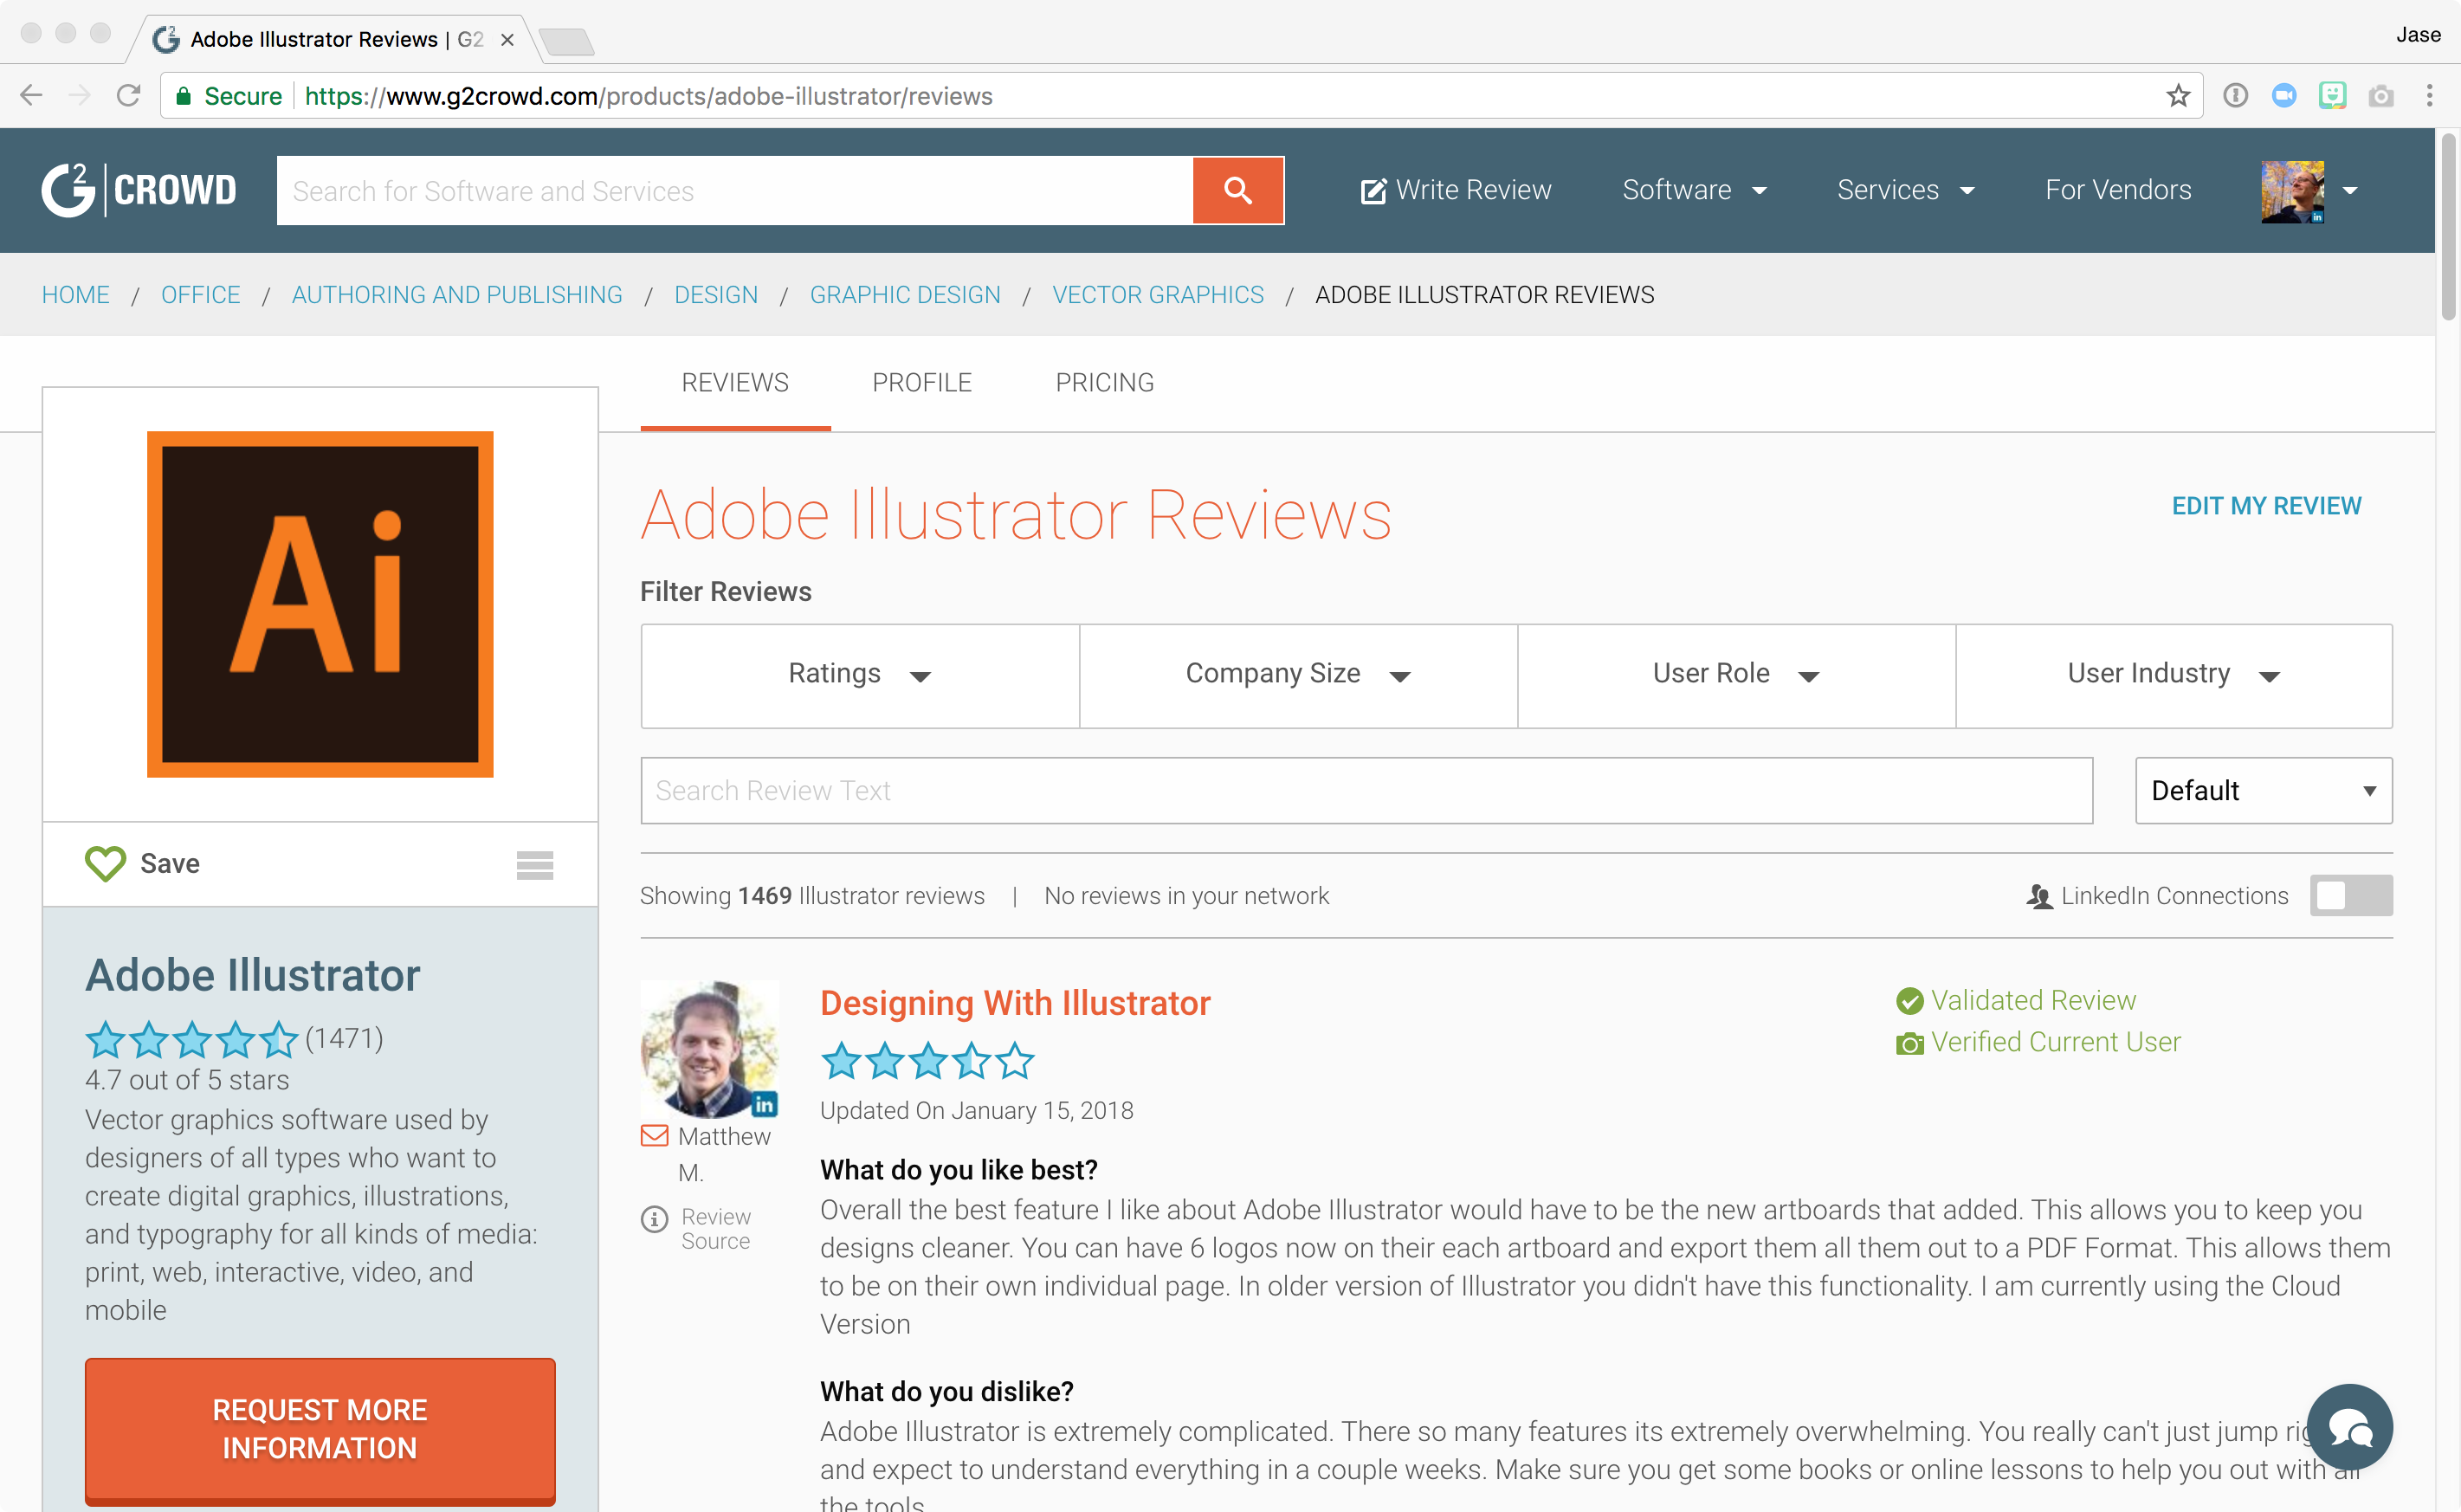 Adobe Illustrator Reviews | G2
Jase
Secure
https://www.g2crowd.com/products/adobe-illustrator/reviews
G2 CROWD
Search for Software and Services
Write Review
Software
Services
For Vendors
in
HOME / OFFICE / AUTHORING AND PUBLISHING / DESIGN / GRAPHIC DESIGN / VECTOR GRAPHICS / ADOBE ILLUSTRATOR REVIEWS
REVIEWS
PROFILE
PRICING
Ai
Save
Adobe Illustrator
(1471)
4.7 out of 5 stars
Vector graphics software used by
designers of all types who want to
create digital graphics, illustrations,
and typography for all kinds of media:
print, web, interactive, video, and
mobile
REQUEST MORE
INFORMATION
Adobe Illustrator Reviews
EDIT MY REVIEW
Filter Reviews
Ratings
Company Size
User Role
User Industry
Search Review Text
Default
Showing 1469 Illustrator reviews | No reviews in your network
LinkedIn Connections
in
Matthew
M.
Review
Source
Designing With Illustrator
Validated Review
Verified Current User
Updated On January 15, 2018
What do you like best?
Overall the best feature I like about Adobe Illustrator would have to be the new artboards that added. This allows you to keep you
designs cleaner. You can have 6 logos now on their each artboard and export them all them out to a PDF Format. This allows them
to be on their own individual page. In older version of Illustrator you didn't have this functionality. I am currently using the Cloud
Version
What do you dislike?
Adobe Illustrator is extremely complicated. There so many features its extremely overwhelming. You really can't just jump
and expect to understand everything in a couple weeks. Make sure you get some books or online lessons to help you out with all
the tools